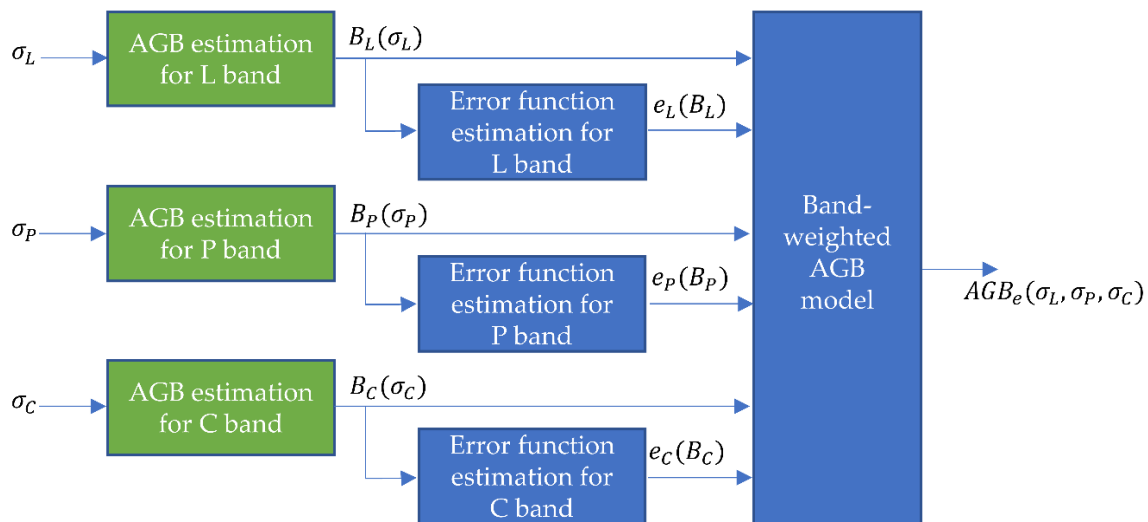 σ_L
AGB estimation
for L band
B_L(σ_L)
Error function
estimation for
L band
e_L(B_L)
σ_P
AGB estimation
for P band
B_P(σ_P)
Error function
estimation for
P band
e_P(B_P)
σ_C
AGB estimation
for C band
B_C(σ_C)
Error function
estimation for
C band
e_C(B_C)
Band-
weighted
AGB
model
AGB_e(σ_L, σ_P, σ_C)